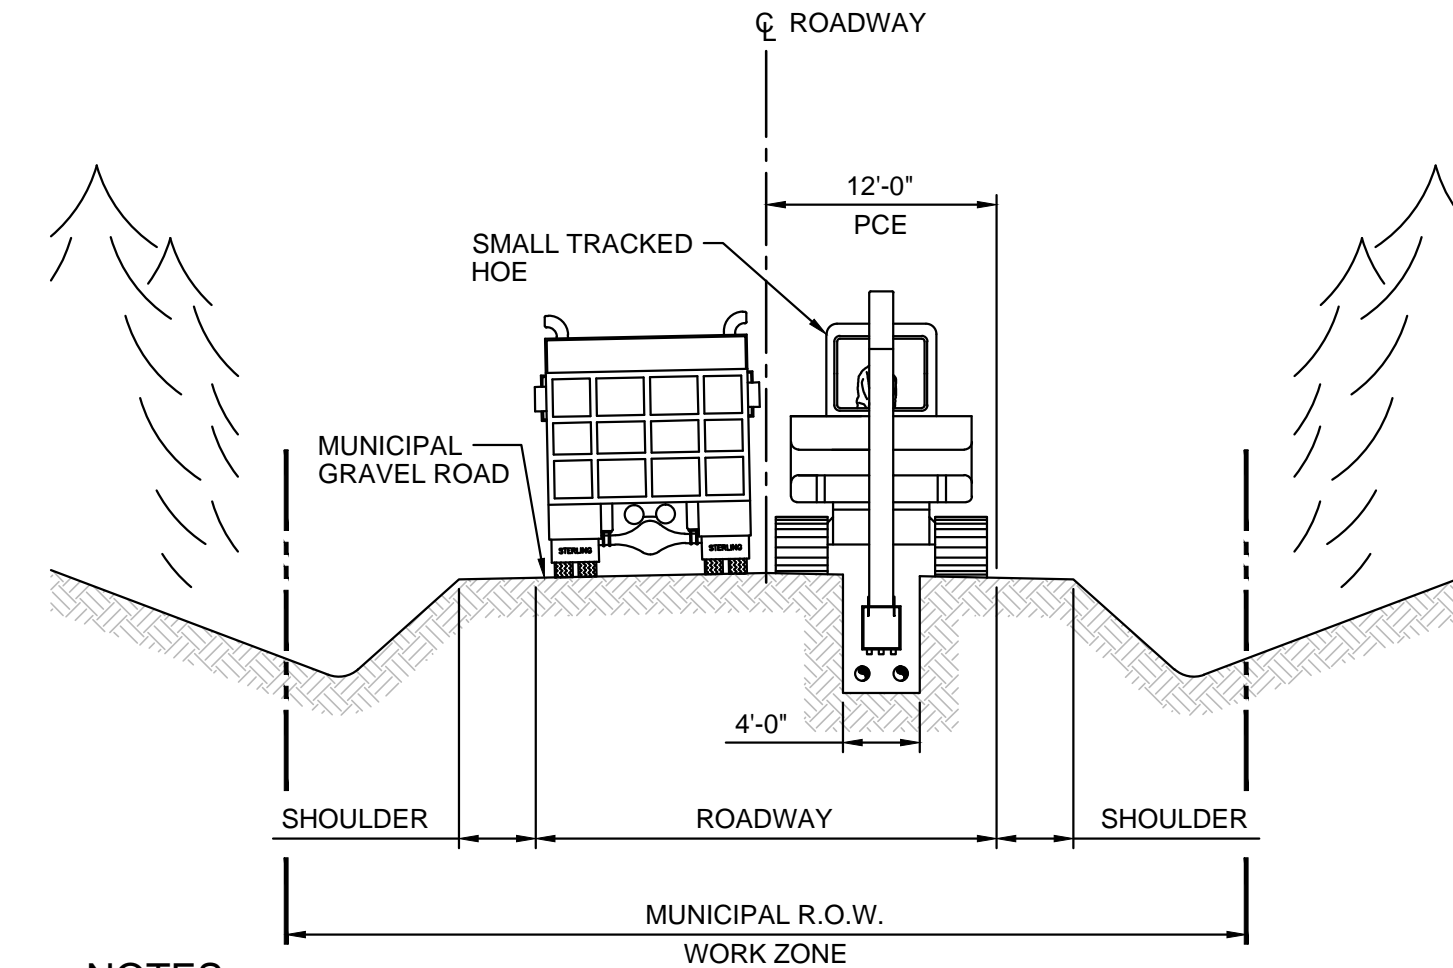 ℄ ROADWAY
12'-0"
PCE
SMALL TRACKED
HOE
MUNICIPAL
GRAVEL ROAD
STERLING
STERLING
4'-0"
SHOULDER
ROADWAY
SHOULDER
MUNICIPAL R.O.W.
WORK ZONE
NOTES